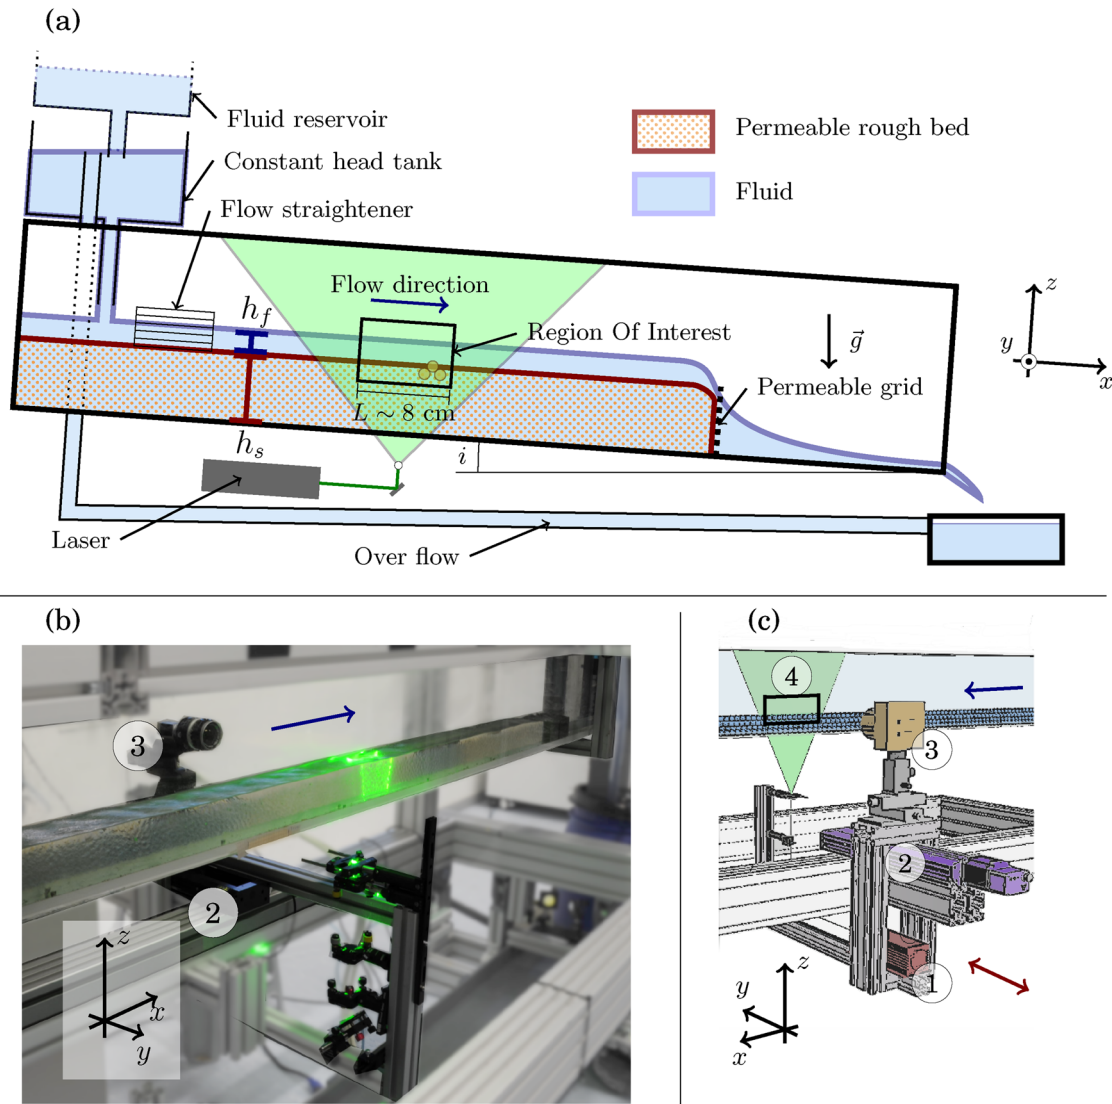 (a)
Fluid reservoir
Permeable rough bed
Constant head tank
Fluid
Flow straightener
Flow direction
z
h_f
Region Of Interest
\vec{g}
y
x
Permeable grid
L ∼ 8 cm
h_s
i
Laser
Over flow
(b)
3
2
z
x
y
(c)
4
3
2
1
z
y
x